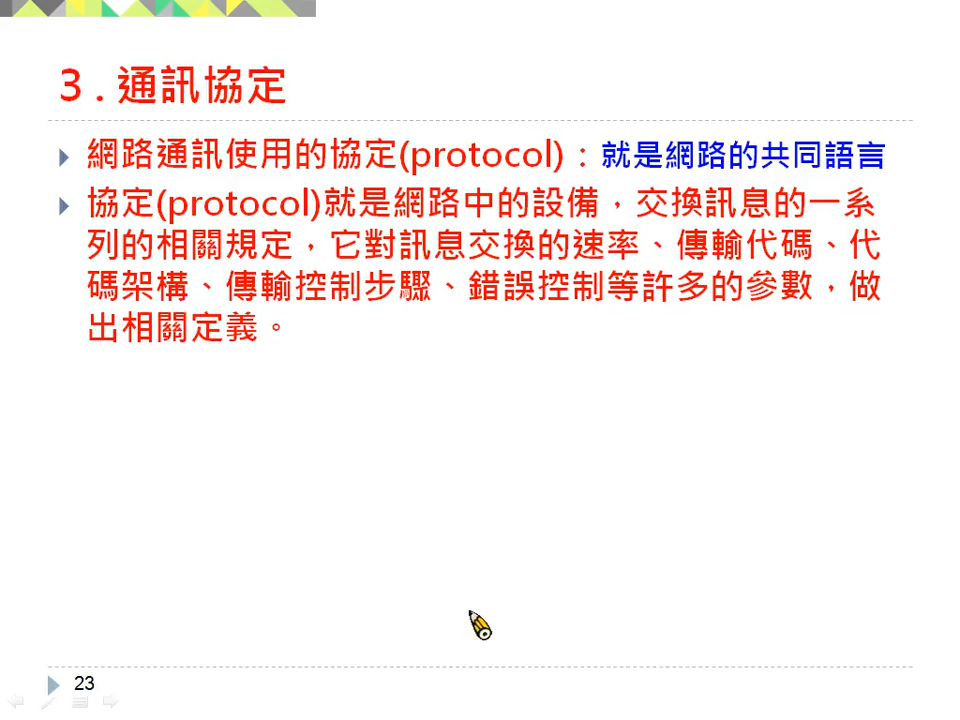 3 . 通訊協定
網路通訊使用的協定(protocol)：就是網路的共同語言
協定(protocol)就是網路中的設備，交換訊息的一系
列的相關規定，它對訊息交換的速率、傳輸代碼、代
碼架構、傳輸控制步驟、錯誤控制等許多的參數，做
出相關定義。
23